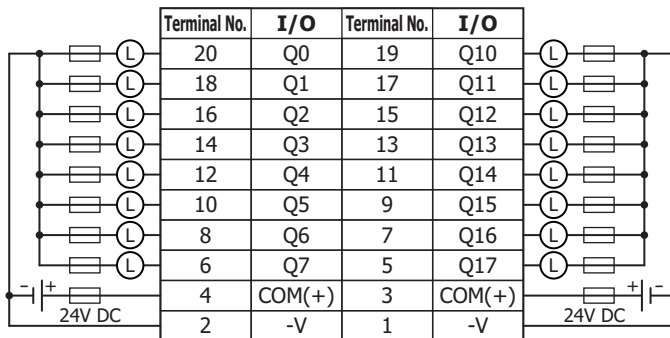 Terminal No. I/O Terminal No. I/O
L 20 Q0 19 Q10 L
L 18 Q1 17 Q11 L
L 16 Q2 15 Q12 L
L 14 Q3 13 Q13 L
L 12 Q4 11 Q14 L
L 10 Q5 9 Q15 L
L 8 Q6 7 Q16 L
L 6 Q7 5 Q17 L
– + 4 COM(+) 3 COM(+) + –
24V DC 2 -V 1 -V 24V DC